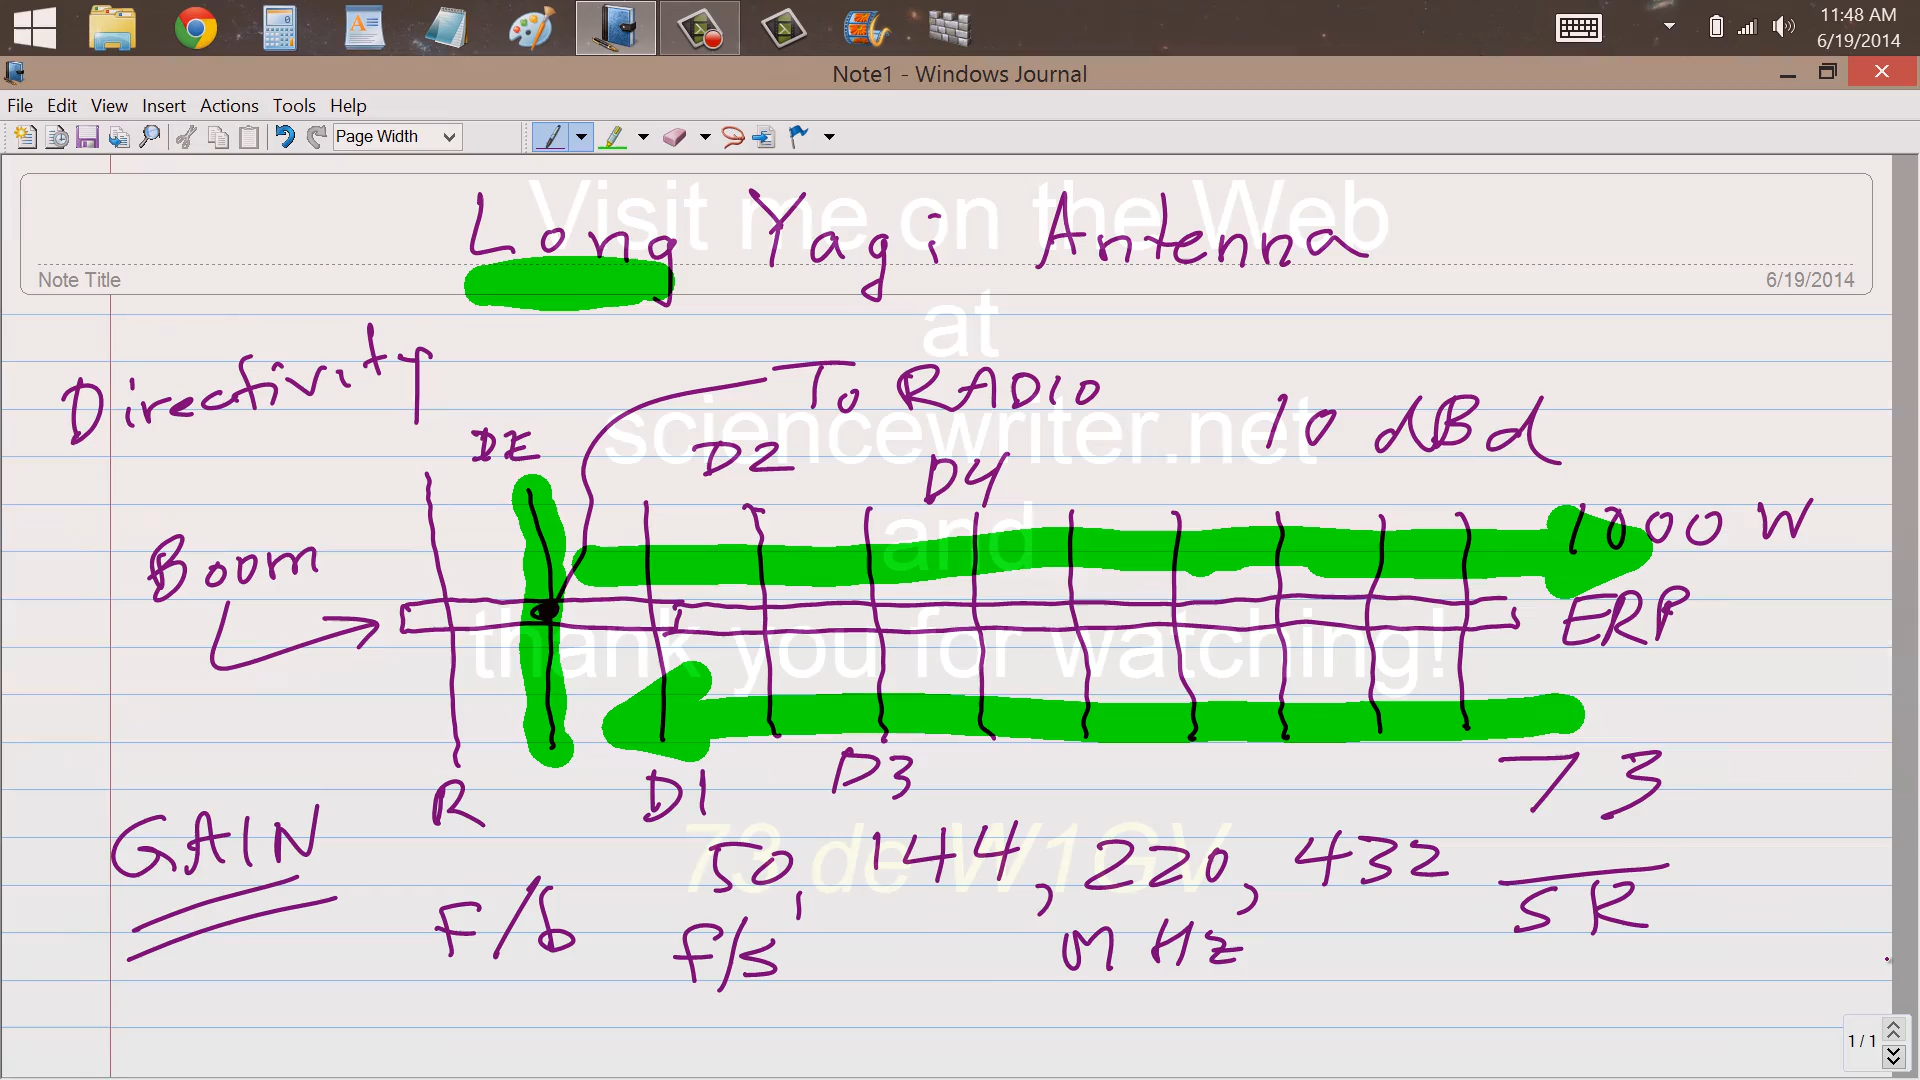 11:48 AM
6/19/2014
Note1 - Windows Journal
File Edit View Insert Actions Tools Help
Page Width
Visit me on the Web
Long Yagi Antenna
Note Title
6/19/2014
at
Directivity
To RADIO
sciencewriter.net
10 dBd
DE
D2
D4
and
1000 W
Boom
ERP
thank you for watching!
R
D1
D3
73
GAIN
73 de W1GV
50, 144, 220, 432
SK
F/b
f/s
MHz
1 / 1